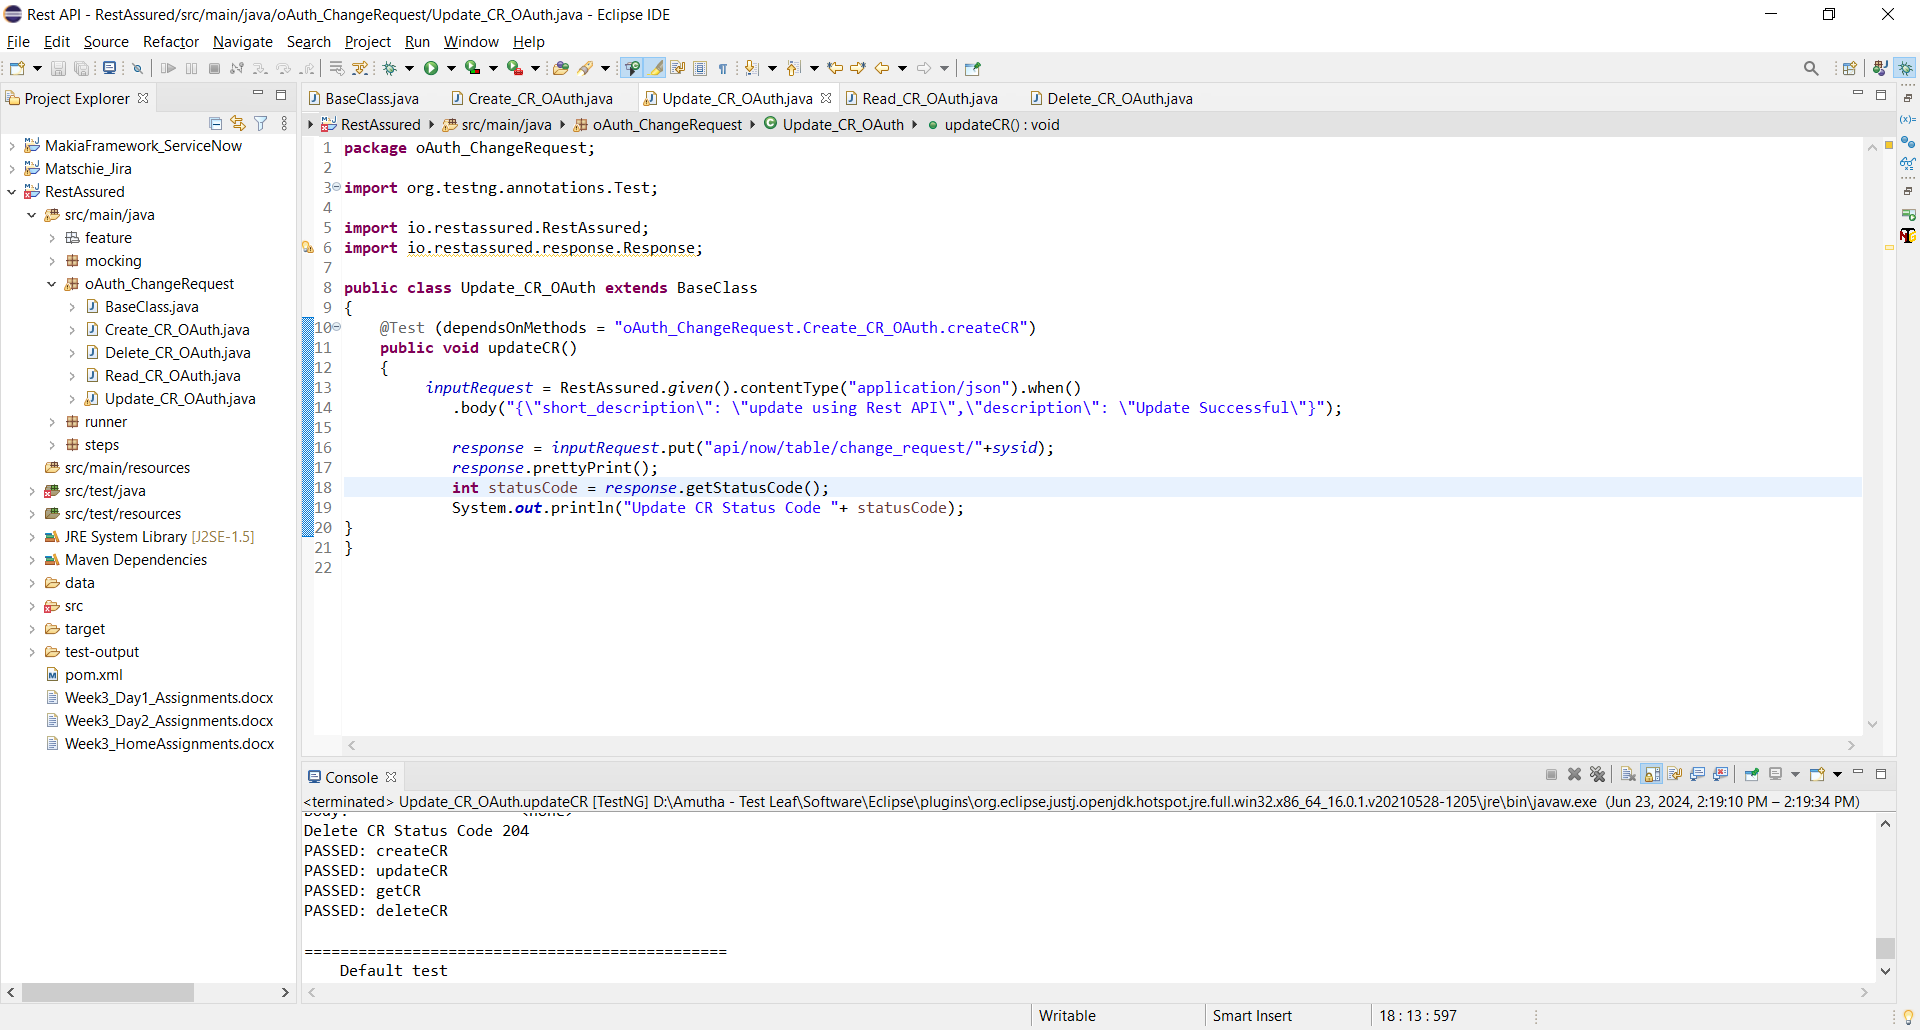 Rest API - RestAssured/src/main/java/oAuth_ChangeRequest/Update_CR_OAuth.java - Eclipse IDE
File Edit Source Refactor Navigate Search Project Run Window Help
Project Explorer
MakiaFramework_ServiceNow
Matschie_Jira
RestAssured
src/main/java
feature
mocking
oAuth_ChangeRequest
BaseClass.java
Create_CR_OAuth.java
Delete_CR_OAuth.java
Read_CR_OAuth.java
Update_CR_OAuth.java
runner
steps
src/main/resources
src/test/java
src/test/resources
JRE System Library [J2SE-1.5]
Maven Dependencies
data
src
target
test-output
pom.xml
Week3_Day1_Assignments.docx
Week3_Day2_Assignments.docx
Week3_HomeAssignments.docx
BaseClass.java Create_CR_OAuth.java Update_CR_OAuth.java Read_CR_OAuth.java Delete_CR_OAuth.java
RestAssured src/main/java oAuth_ChangeRequest Update_CR_OAuth updateCR() : void
1 package oAuth_ChangeRequest;
2
3 import org.testng.annotations.Test;
4
5 import io.restassured.RestAssured;
6 import io.restassured.response.Response;
7
8 public class Update_CR_OAuth extends BaseClass
9 {
10 @Test (dependsOnMethods = "oAuth_ChangeRequest.Create_CR_OAuth.createCR")
11 public void updateCR()
12 {
13 inputRequest = RestAssured.given().contentType("application/json").when()
14 .body("{\"short_description\": \"update using Rest API\",\"description\": \"Update Successful\"}");
15
16 response = inputRequest.put("api/now/table/change_request/"+sysid);
17 response.prettyPrint();
18 int statusCode = response.getStatusCode();
19 System.out.println("Update CR Status Code "+ statusCode);
20 }
21 }
22
Console
<terminated> Update_CR_OAuth.updateCR [TestNG] D:\Amutha - Test Leaf\Software\Eclipse\plugins\org.eclipse.justj.openjdk.hotspot.jre.full.win32.x86_64_16.0.1.v20210528-1205\jre\bin\javaw.exe (Jun 23, 2024, 2:19:10 PM – 2:19:34 PM)
Body: <none>
Delete CR Status Code 204
PASSED: createCR
PASSED: updateCR
PASSED: getCR
PASSED: deleteCR
===============================================
Default test
Writable Smart Insert 18 : 13 : 597